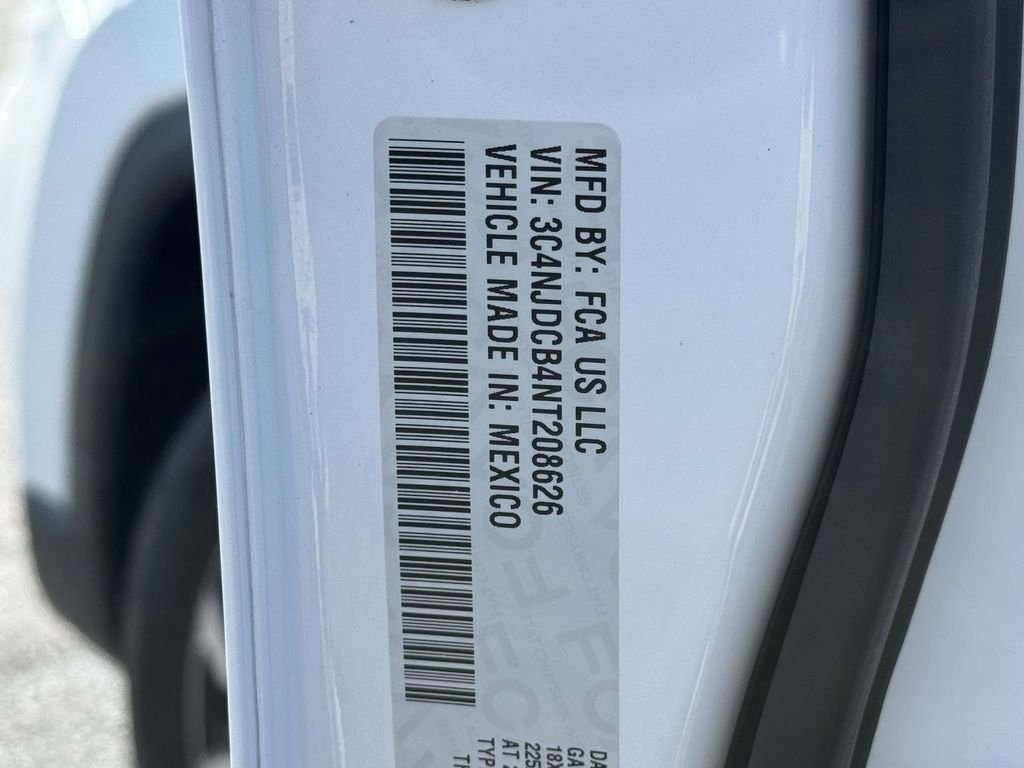 MFD BY: FCA US LLC
VIN: 3C4NJDCB4NT208626
VEHICLE MADE IN: MEXICO